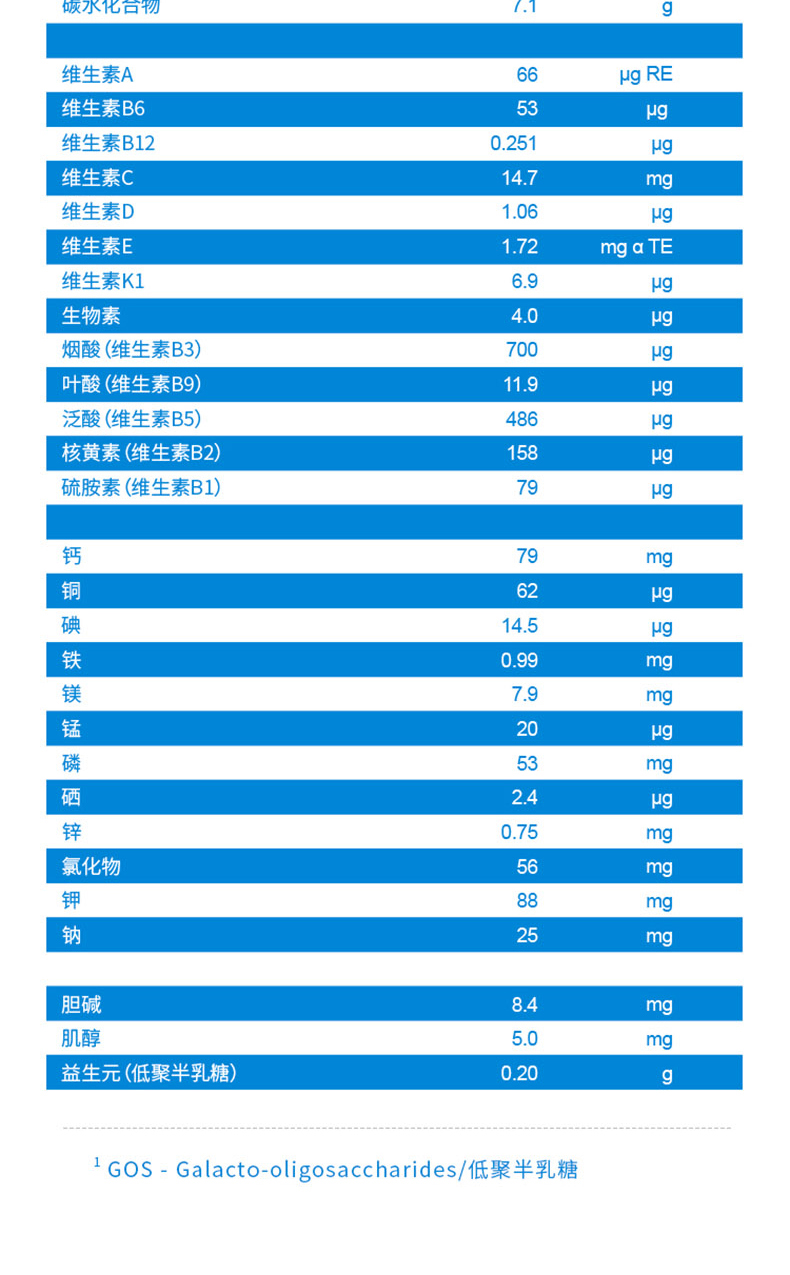 碳水化合物 7.1 g
维生素A 66 µg RE
维生素B6 53 µg
维生素B12 0.251 µg
维生素C 14.7 mg
维生素D 1.06 µg
维生素E 1.72 mg α TE
维生素K1 6.9 µg
生物素 4.0 µg
烟酸（维生素B3） 700 µg
叶酸（维生素B9） 11.9 µg
泛酸（维生素B5） 486 µg
核黄素（维生素B2） 158 µg
硫胺素（维生素B1） 79 µg
钙 79 mg
铜 62 µg
碘 14.5 µg
铁 0.99 mg
镁 7.9 mg
锰 20 µg
磷 53 mg
硒 2.4 µg
锌 0.75 mg
氯化物 56 mg
钾 88 mg
钠 25 mg
胆碱 8.4 mg
肌醇 5.0 mg
益生元（低聚半乳糖） 0.20 g
1 GOS - Galacto-oligosaccharides/低聚半乳糖